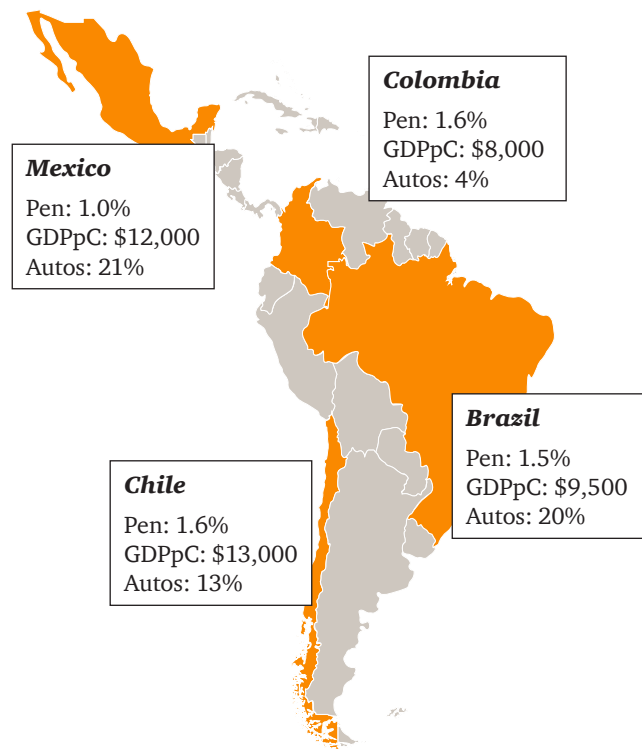 Colombia
Pen: 1.6%
GDPpC: $8,000
Autos: 4%
Mexico
Pen: 1.0%
GDPpC: $12,000
Autos: 21%
Brazil
Pen: 1.5%
GDPpC: $9,500
Autos: 20%
Chile
Pen: 1.6%
GDPpC: $13,000
Autos: 13%